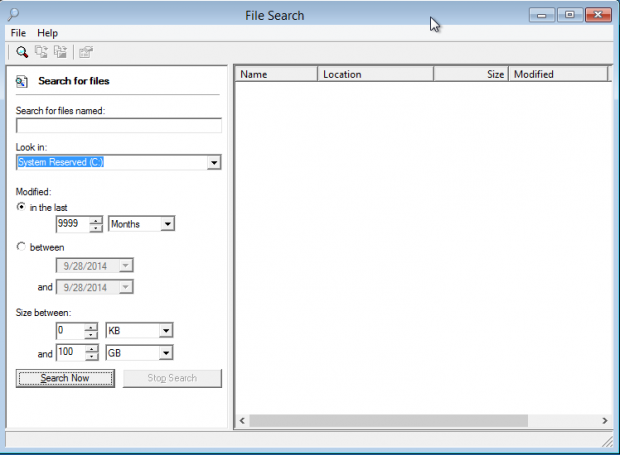 File Search
File Help
Search for files
Search for files named:
Look in:
System Reserved (C:)
Modified:
in the last
9999 Months
between
9/28/2014
and 9/28/2014
Size between:
0 KB
and 100 GB
Search Now Stop Search
Name Location Size Modified